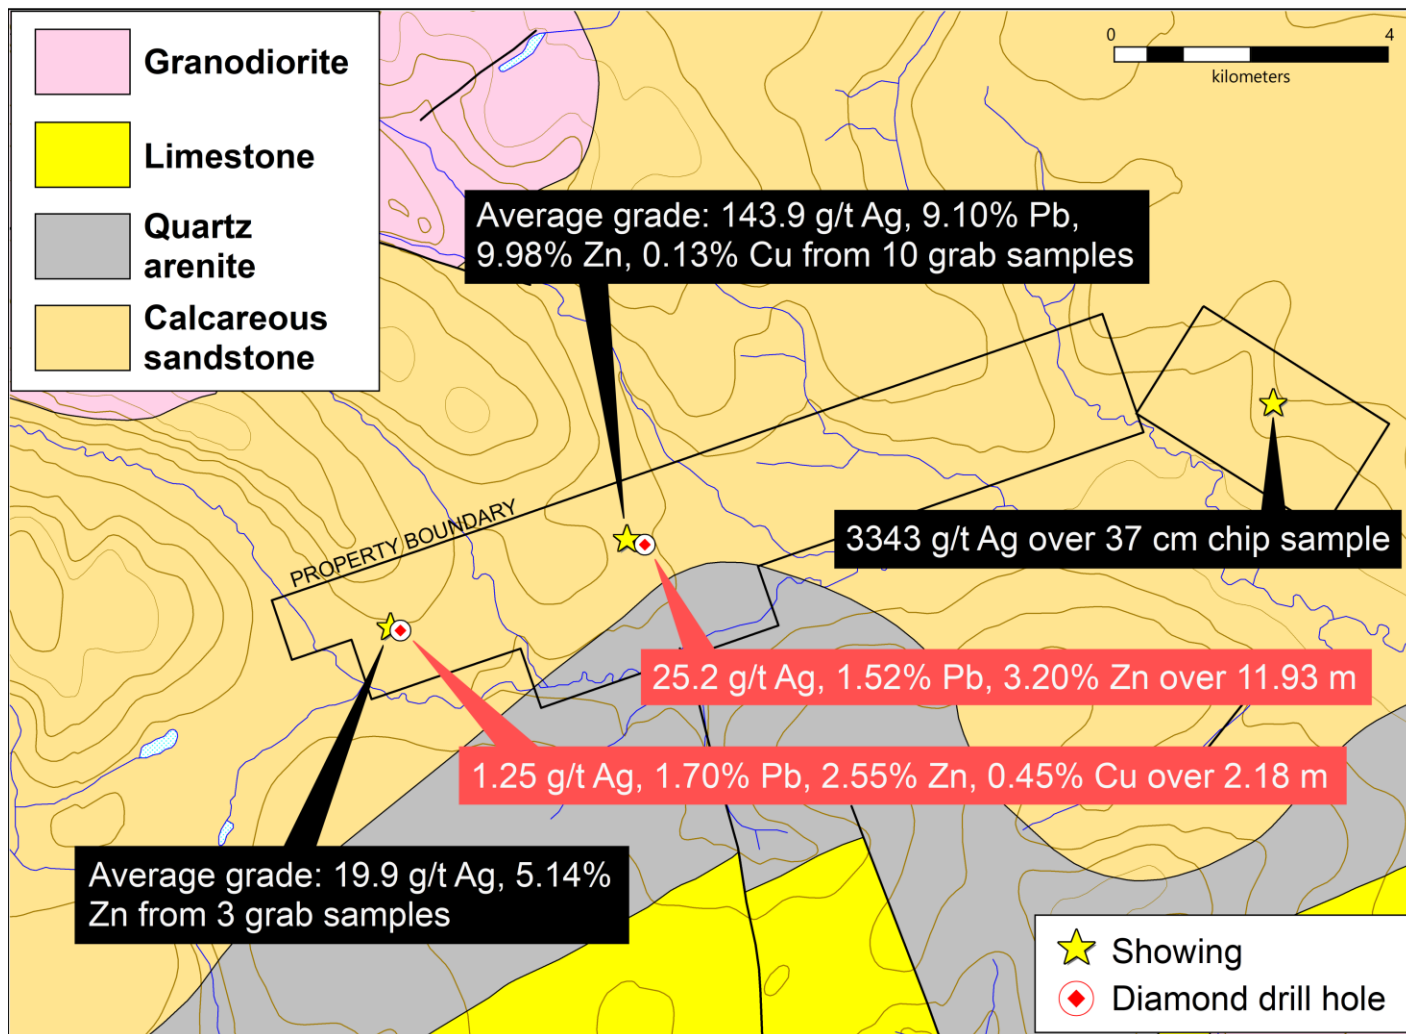 Granodiorite
Limestone
Quartz
arenite
Calcareous
sandstone
0 4
kilometers
Average grade: 143.9 g/t Ag, 9.10% Pb,
9.98% Zn, 0.13% Cu from 10 grab samples
PROPERTY BOUNDARY
3343 g/t Ag over 37 cm chip sample
25.2 g/t Ag, 1.52% Pb, 3.20% Zn over 11.93 m
1.25 g/t Ag, 1.70% Pb, 2.55% Zn, 0.45% Cu over 2.18 m
Average grade: 19.9 g/t Ag, 5.14%
Zn from 3 grab samples
Showing
Diamond drill hole